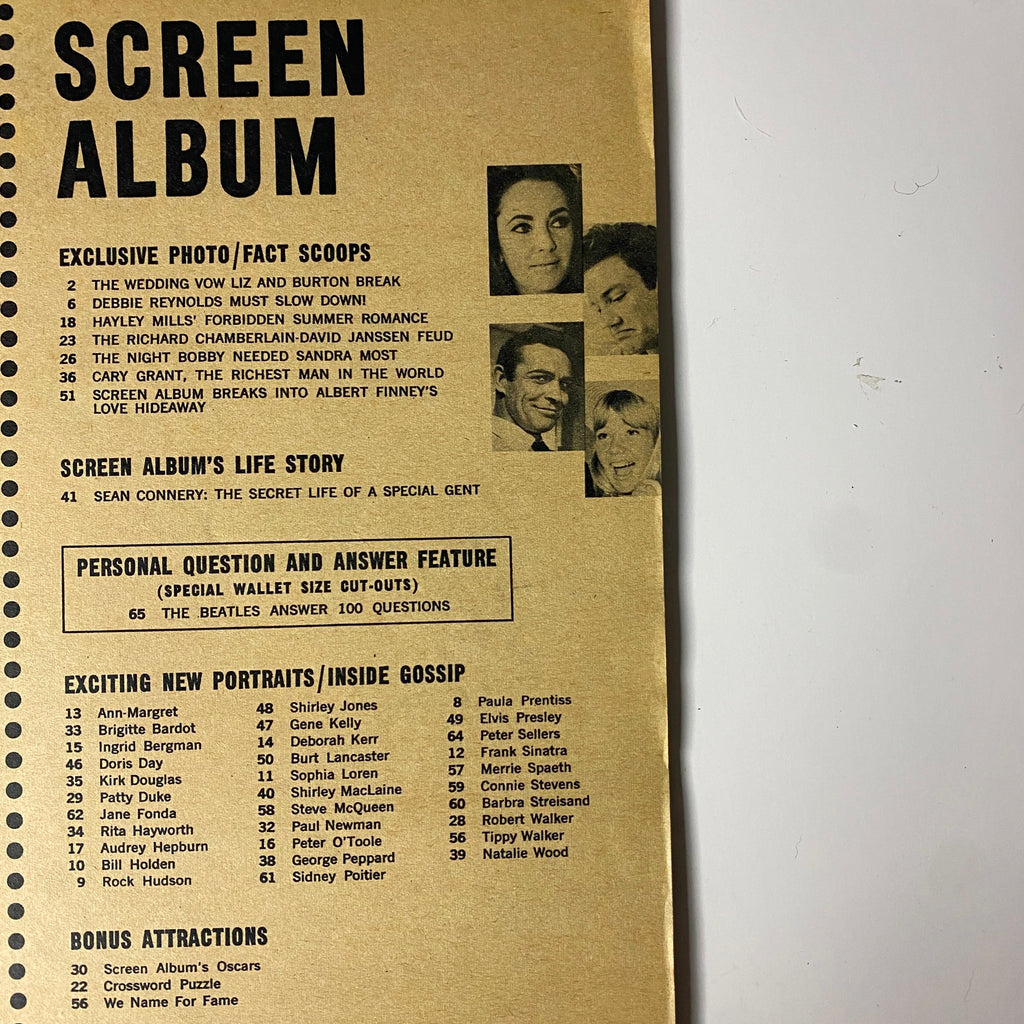 SCREEN
ALBUM
EXCLUSIVE PHOTO/FACT SCOOPS
2 THE WEDDING VOW LIZ AND BURTON BREAK
6 DEBBIE REYNOLDS MUST SLOW DOWN!
18 HAYLEY MILLS' FORBIDDEN SUMMER ROMANCE
23 THE RICHARD CHAMBERLAIN-DAVID JANSSEN FEUD
26 THE NIGHT BOBBY NEEDED SANDRA MOST
36 CARY GRANT, THE RICHEST MAN IN THE WORLD
51 SCREEN ALBUM BREAKS INTO ALBERT FINNEY'S
LOVE HIDEAWAY
SCREEN ALBUM'S LIFE STORY
41 SEAN CONNERY: THE SECRET LIFE OF A SPECIAL GENT
PERSONAL QUESTION AND ANSWER FEATURE
(SPECIAL WALLET SIZE CUT-OUTS)
65 THE BEATLES ANSWER 100 QUESTIONS
EXCITING NEW PORTRAITS/INSIDE GOSSIP
13 Ann-Margret
33 Brigitte Bardot
15 Ingrid Bergman
46 Doris Day
35 Kirk Douglas
29 Patty Duke
62 Jane Fonda
34 Rita Hayworth
17 Audrey Hepburn
10 Bill Holden
9 Rock Hudson
48 Shirley Jones
47 Gene Kelly
14 Deborah Kerr
50 Burt Lancaster
11 Sophia Loren
40 Shirley MacLaine
58 Steve McQueen
32 Paul Newman
16 Peter O'Toole
38 George Peppard
61 Sidney Poitier
8 Paula Prentiss
49 Elvis Presley
64 Peter Sellers
12 Frank Sinatra
57 Merrie Spaeth
59 Connie Stevens
60 Barbra Streisand
28 Robert Walker
56 Tippy Walker
39 Natalie Wood
BONUS ATTRACTIONS
30 Screen Album's Oscars
22 Crossword Puzzle
56 We Name For Fame